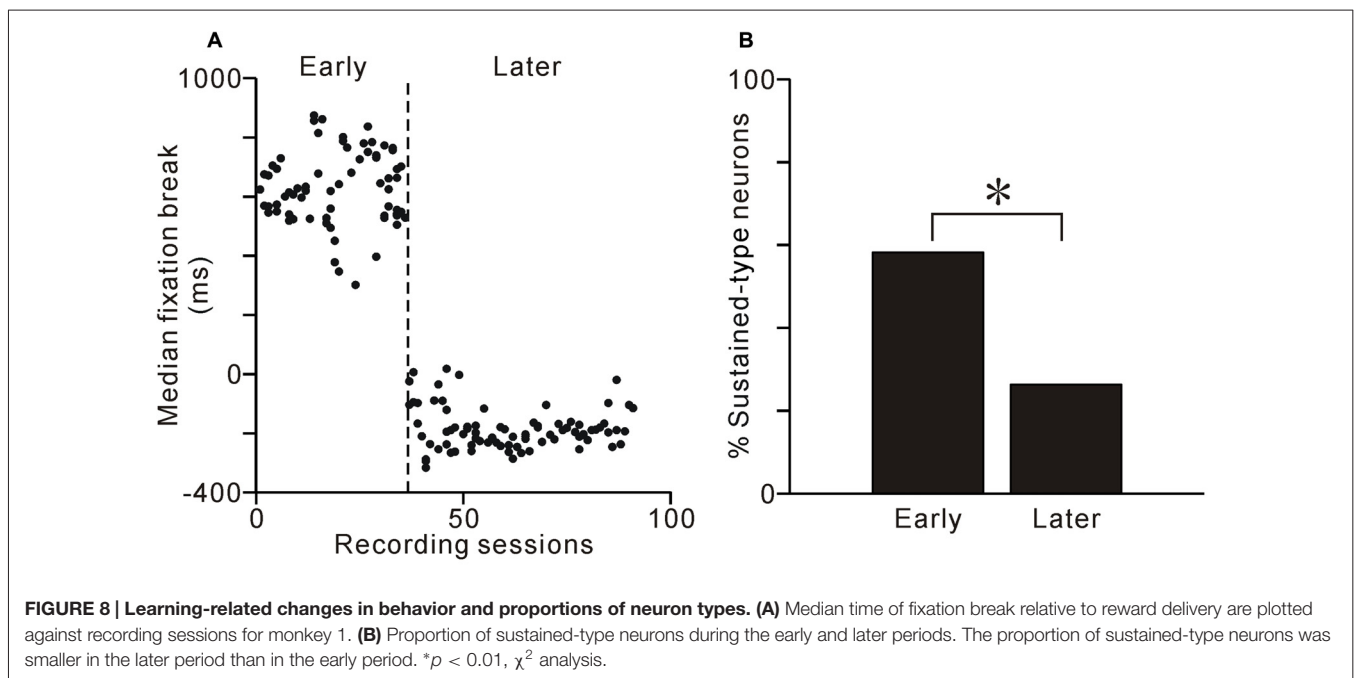 A
Early
Later
1000
0
-400
Median fixation break
(ms)
0
50
100
Recording sessions
B
100
0
% Sustained-type neurons
*
Early
Later
FIGURE 8 | Learning-related changes in behavior and proportions of neuron types. (A) Median time of fixation break relative to reward delivery are plotted
against recording sessions for monkey 1. (B) Proportion of sustained-type neurons during the early and later periods. The proportion of sustained-type neurons was
smaller in the later period than in the early period. *p < 0.01, χ² analysis.